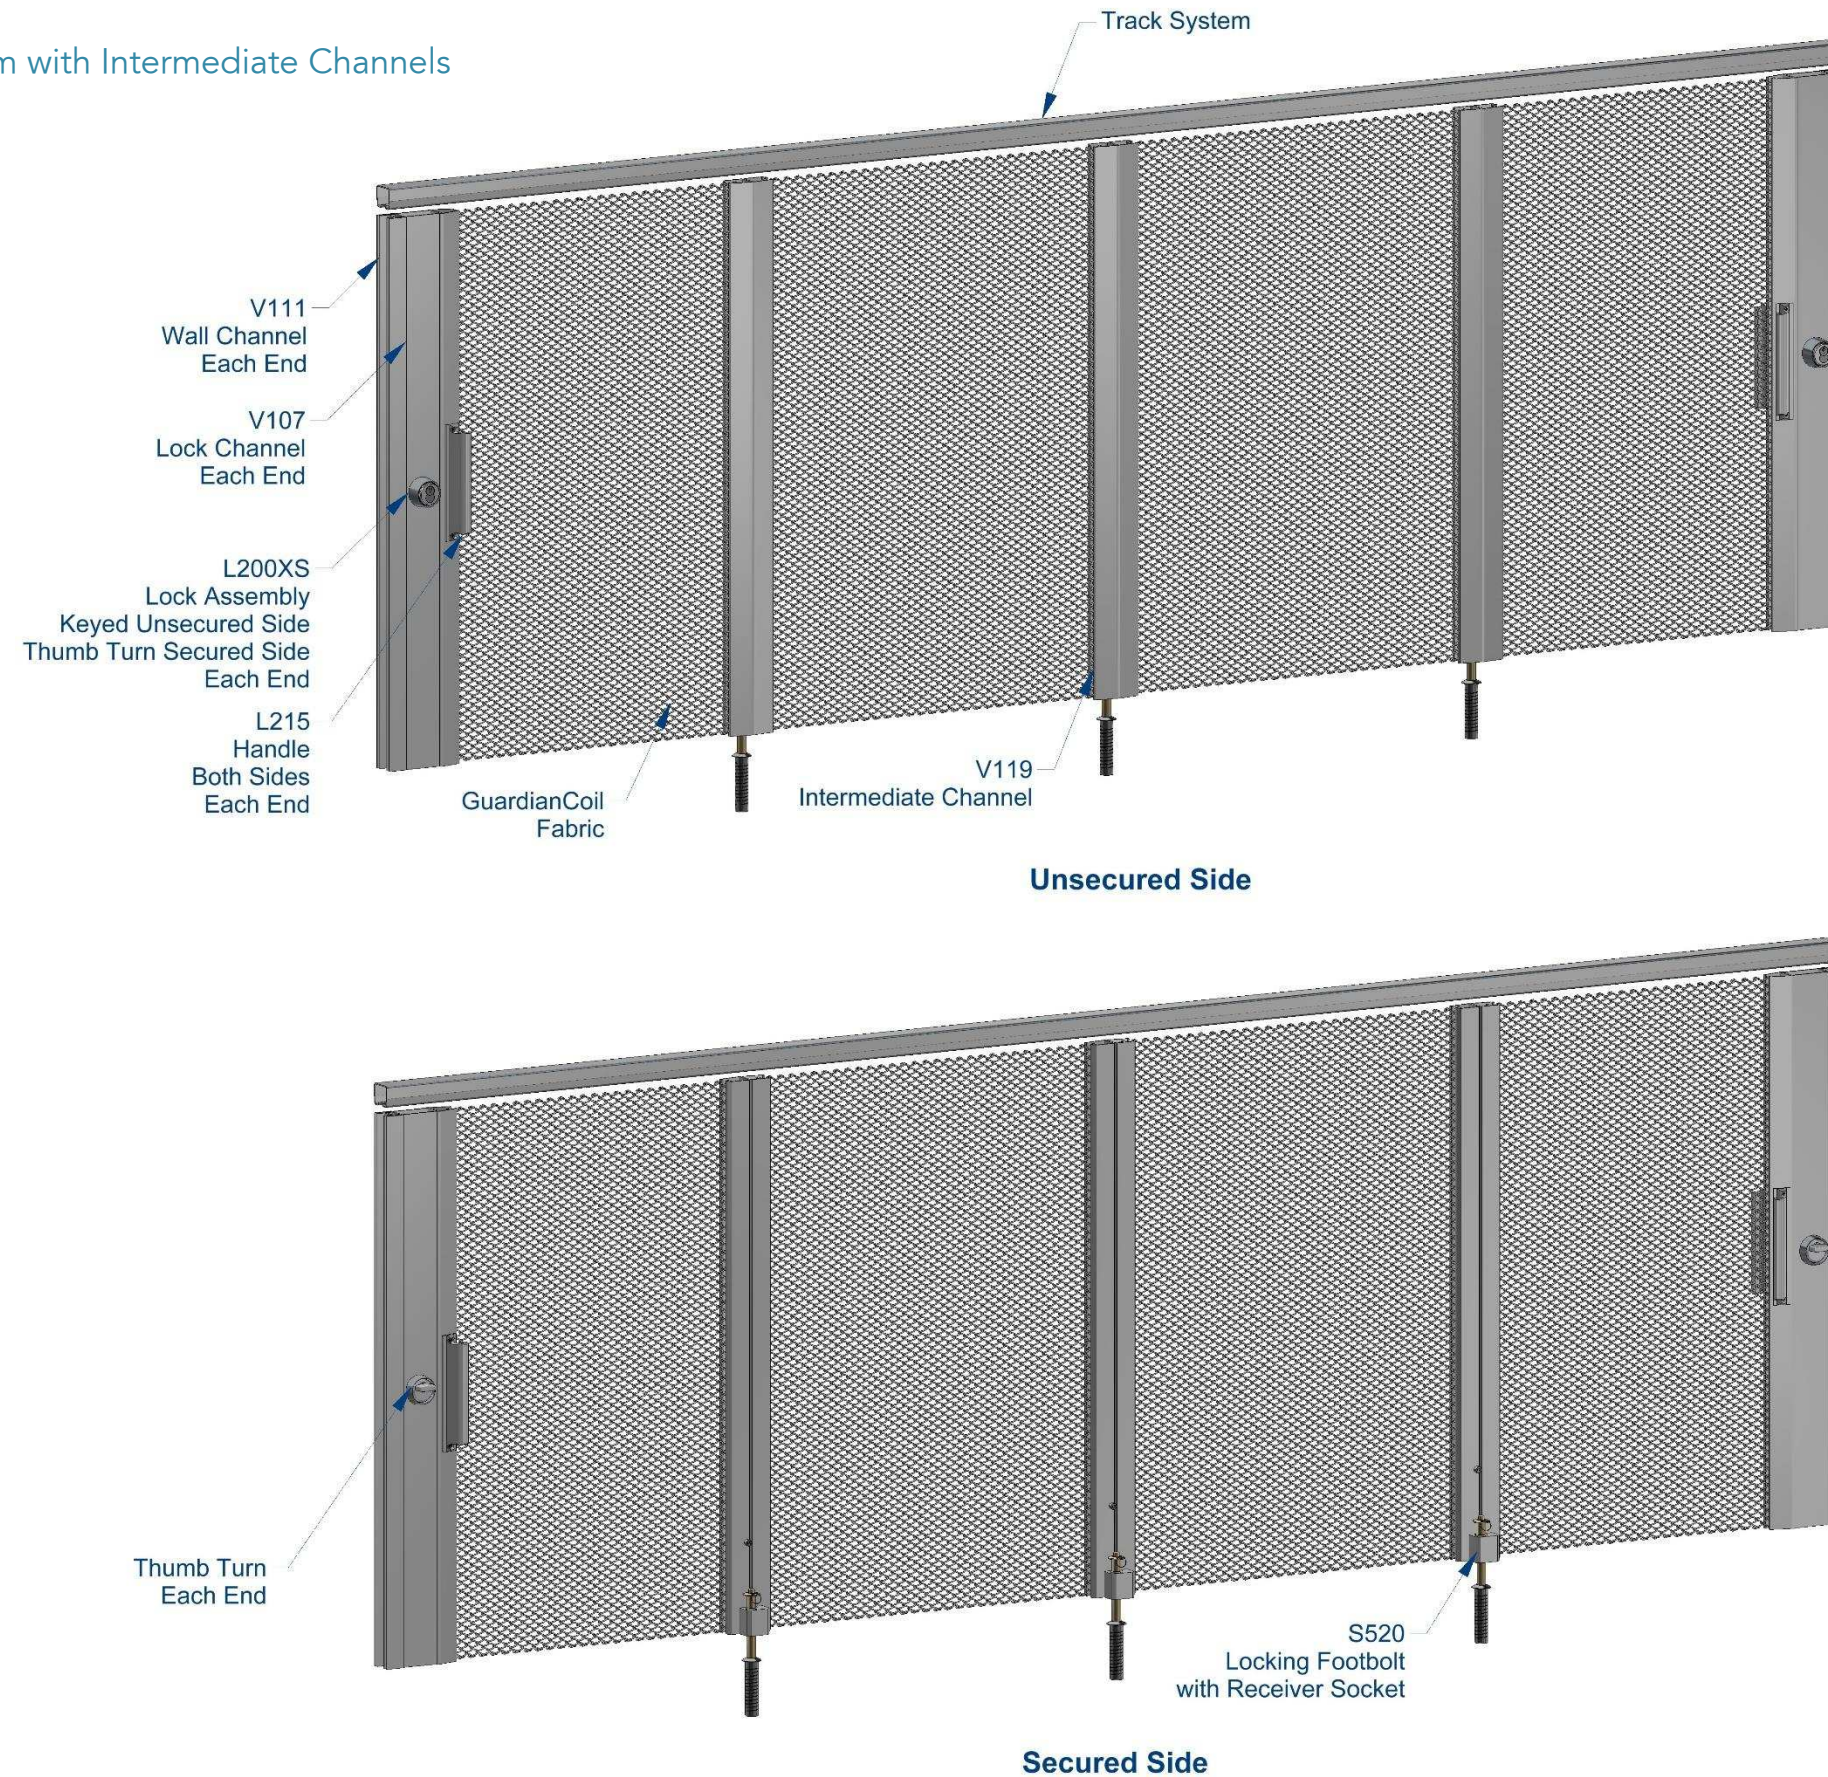 with Intermediate Channels
Track System
V111
Wall Channel
Each End
V107
Lock Channel
Each End
L200XS
Lock Assembly
Keyed Unsecured Side
Thumb Turn Secured Side
Each End
L215
Handle
Both Sides
Each End
GuardianCoil
Fabric
V119
Intermediate Channel
Unsecured Side
Thumb Turn
Each End
S520
Locking Footbolt
with Receiver Socket
Secured Side